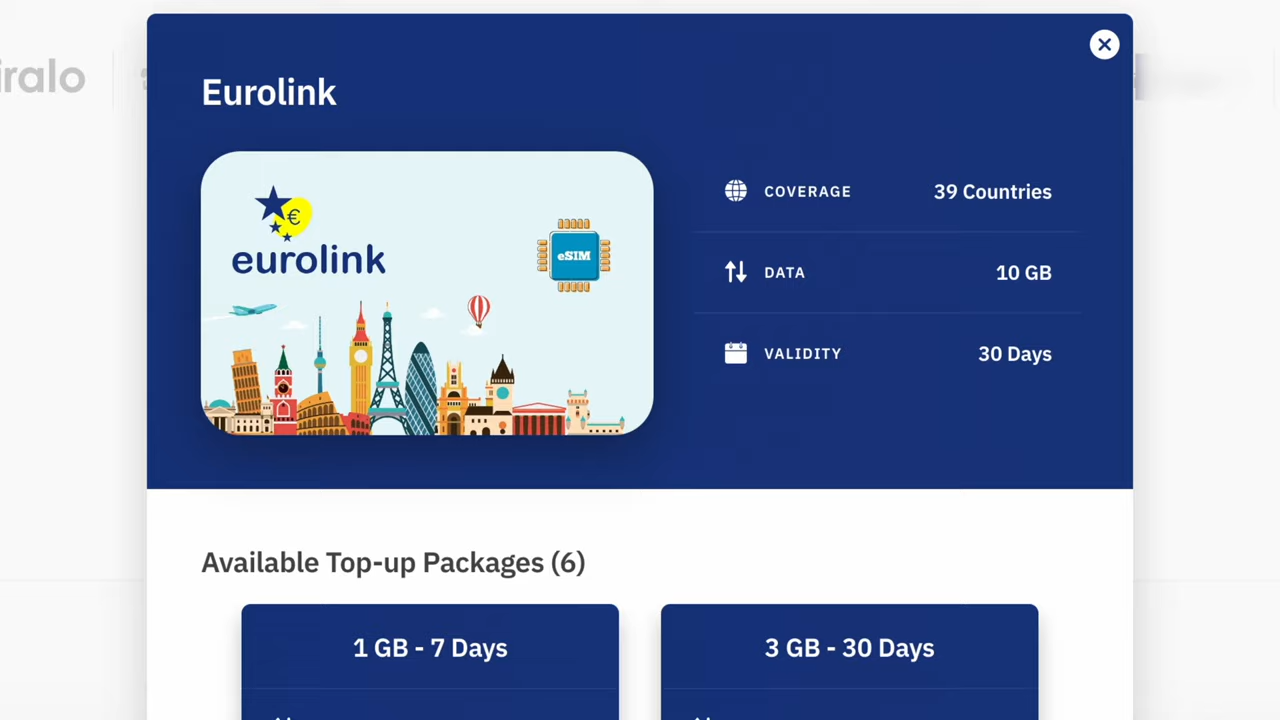 iralo
Eurolink
eurolink
€
eSIM
COVERAGE 39 Countries
DATA 10 GB
VALIDITY 30 Days
Available Top-up Packages (6)
1 GB - 7 Days
3 GB - 30 Days